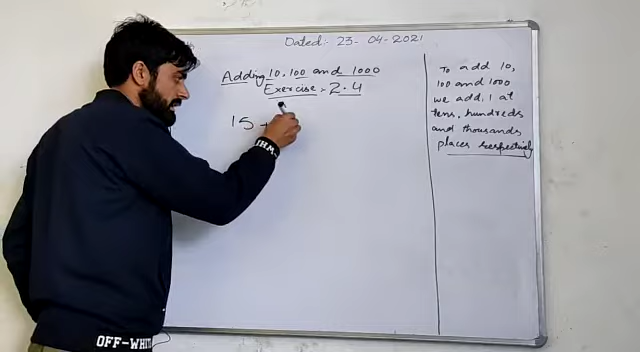 Dated:- 23-04-2021
Adding 10, 100 and 1000
Exercise - 2.4
15 +
To add 10,
100 and 1000
we add 1 at
tens, hundreds
and thousands
places respectively
OFF-WHITE